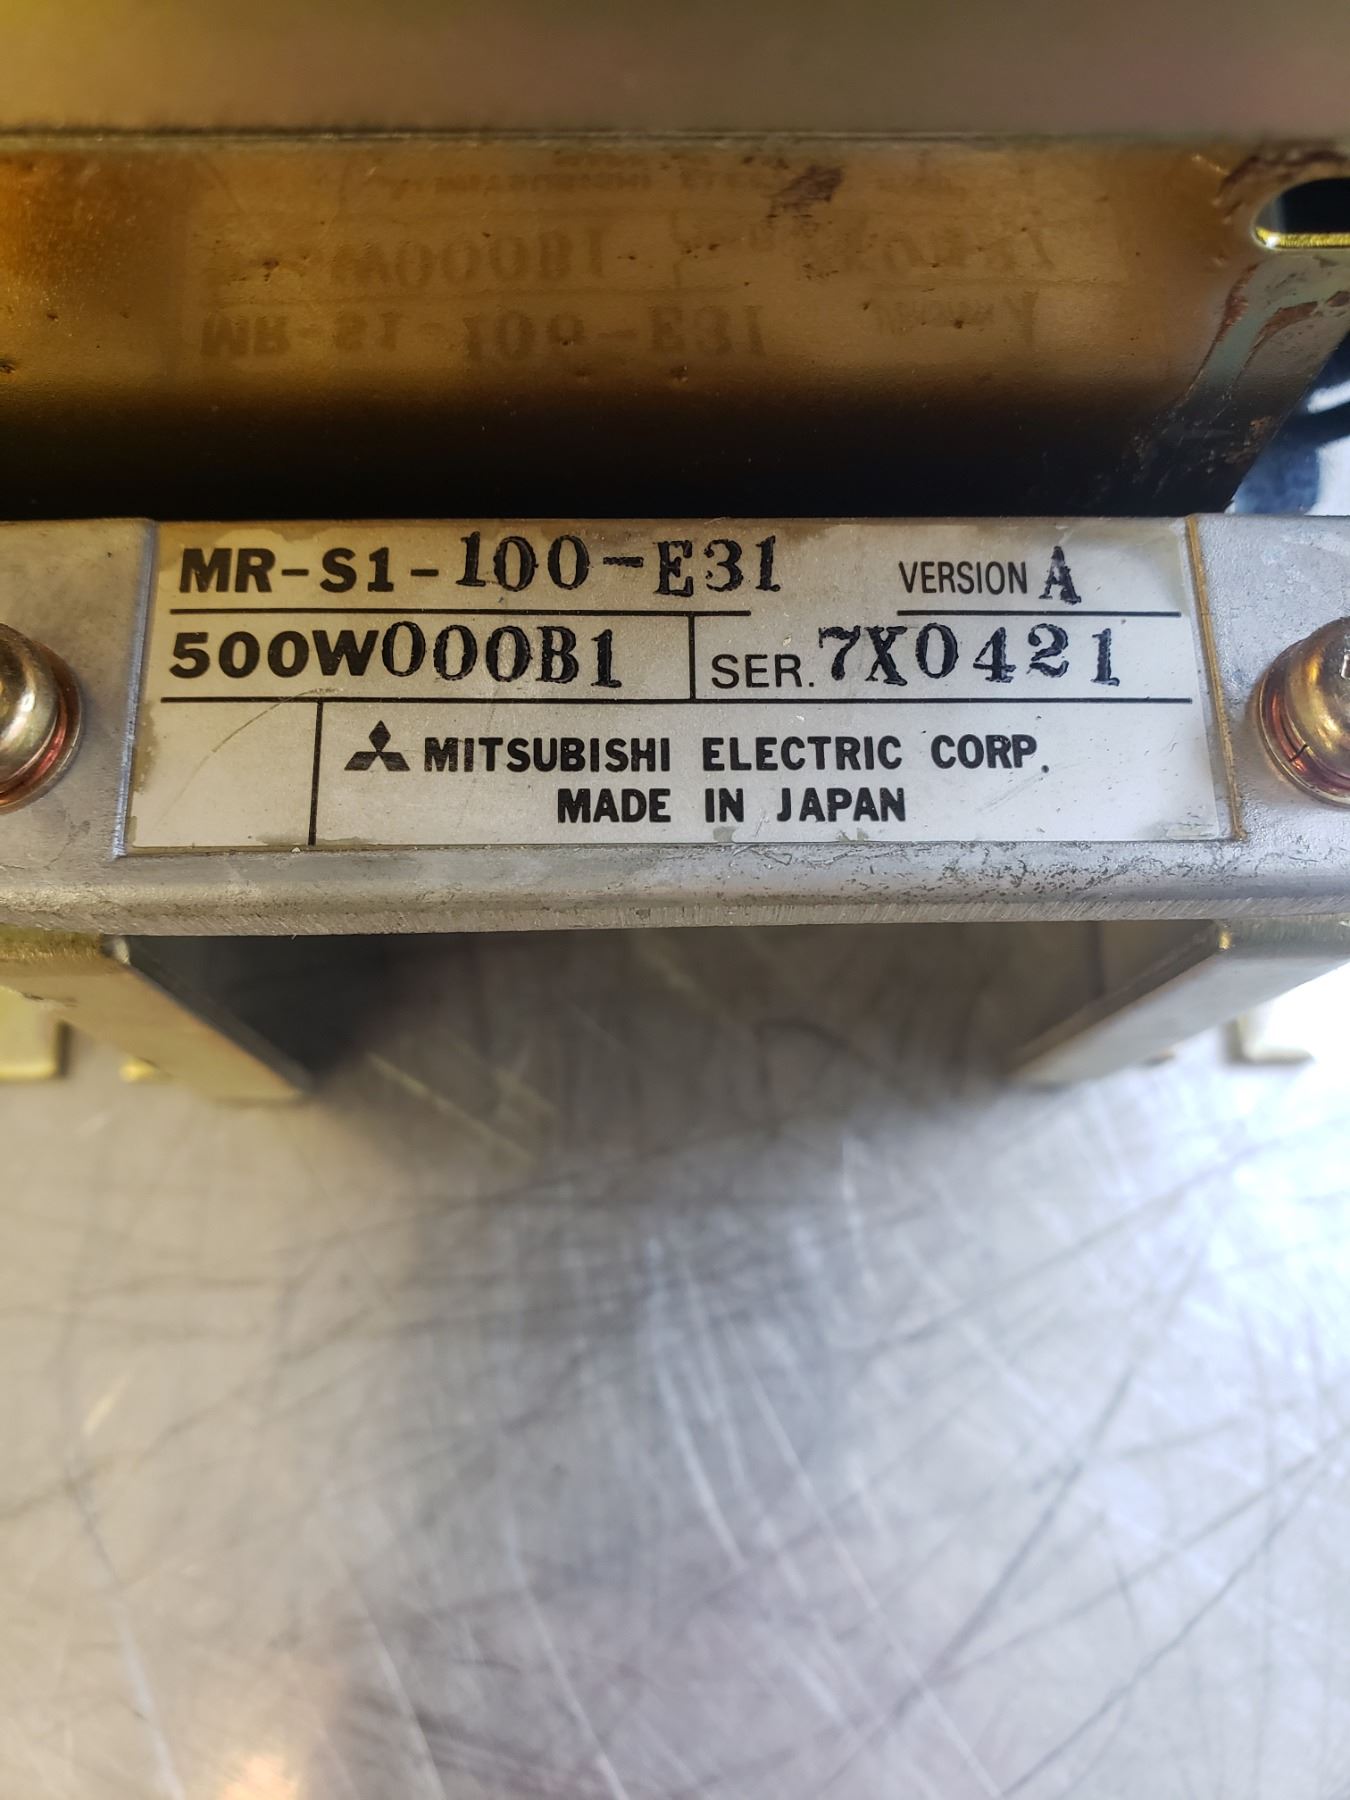 MR-S1-100-E31 VERSION A
500W000B1 SER. 7X0421
MITSUBISHI ELECTRIC CORP.
MADE IN JAPAN